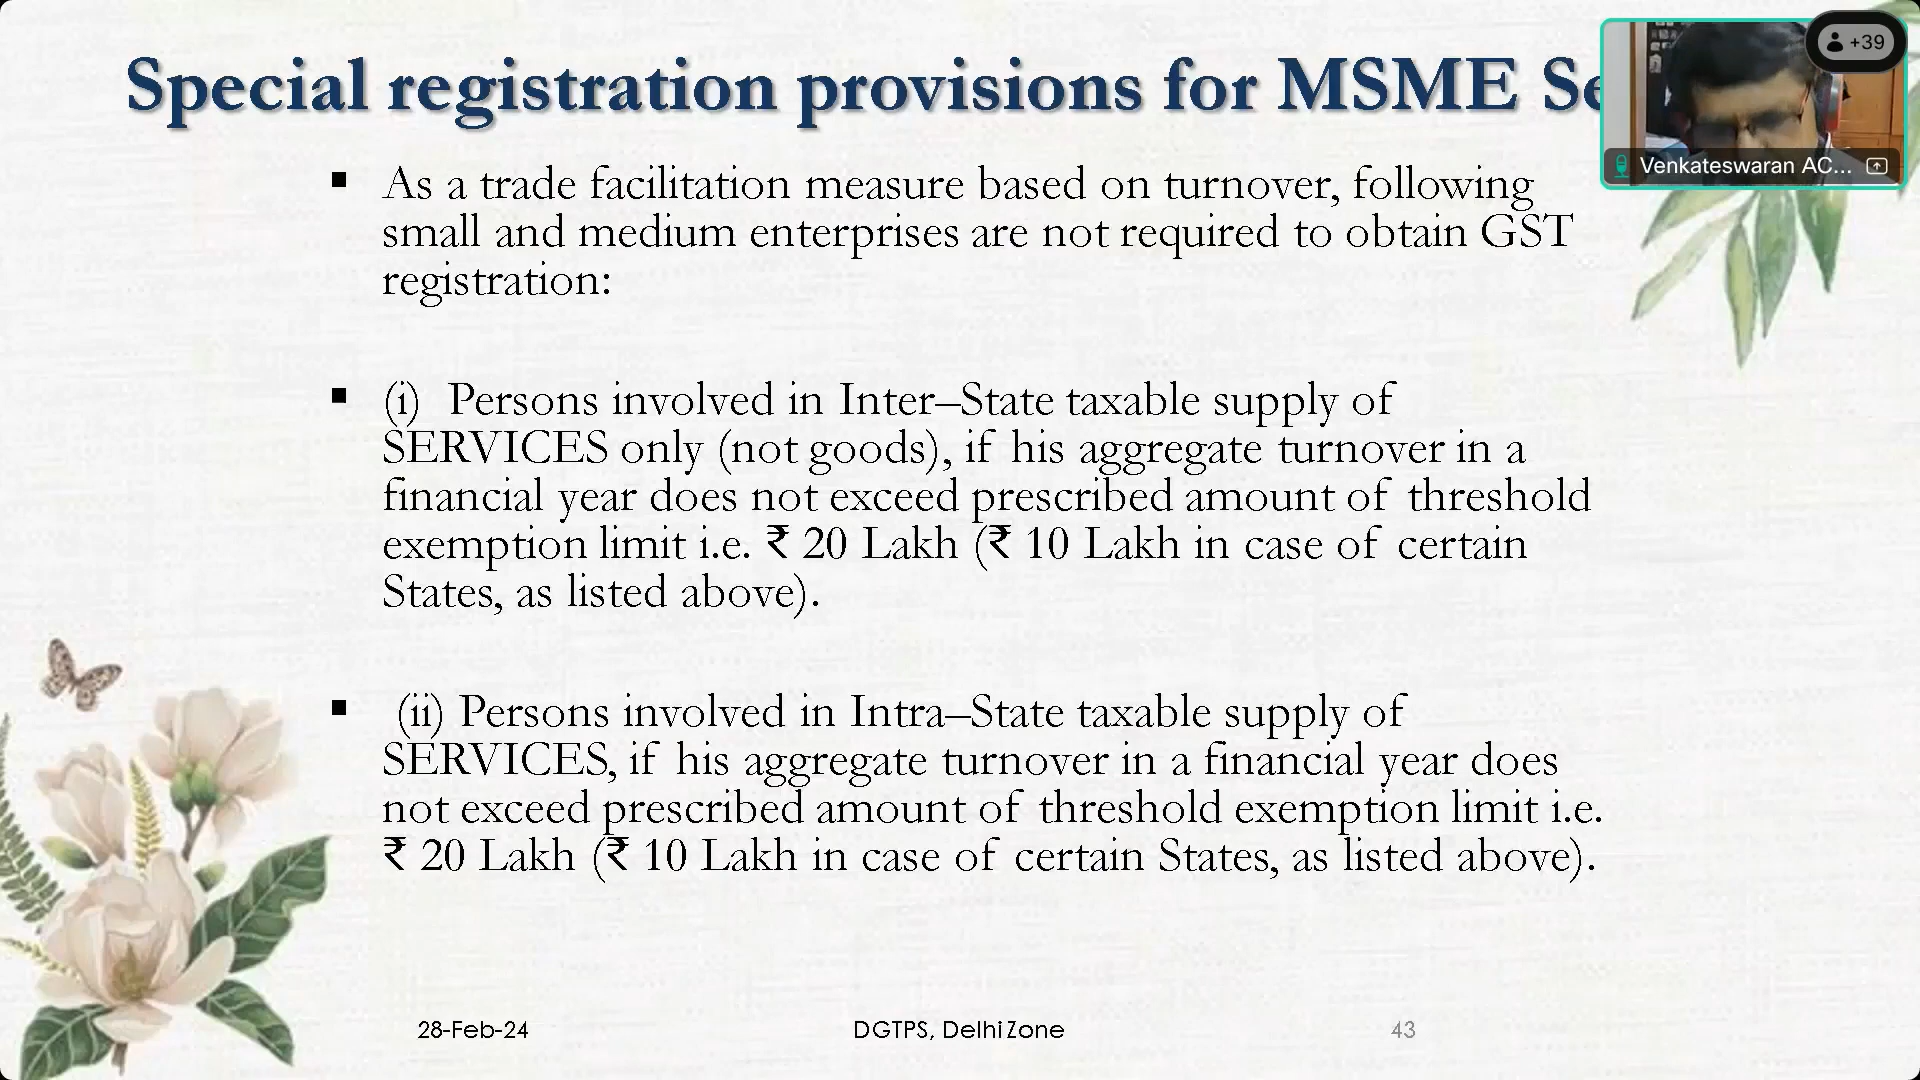 Special registration provisions for MSME Se
+39
Venkateswaran AC...
▪ As a trade facilitation measure based on turnover, following
small and medium enterprises are not required to obtain GST
registration:
▪ (i) Persons involved in Inter–State taxable supply of
SERVICES only (not goods), if his aggregate turnover in a
financial year does not exceed prescribed amount of threshold
exemption limit i.e. ₹ 20 Lakh (₹ 10 Lakh in case of certain
States, as listed above).
▪ (ii) Persons involved in Intra–State taxable supply of
SERVICES, if his aggregate turnover in a financial year does
not exceed prescribed amount of threshold exemption limit i.e.
₹ 20 Lakh (₹ 10 Lakh in case of certain States, as listed above).
28-Feb-24
DGTPS, Delhi Zone
43